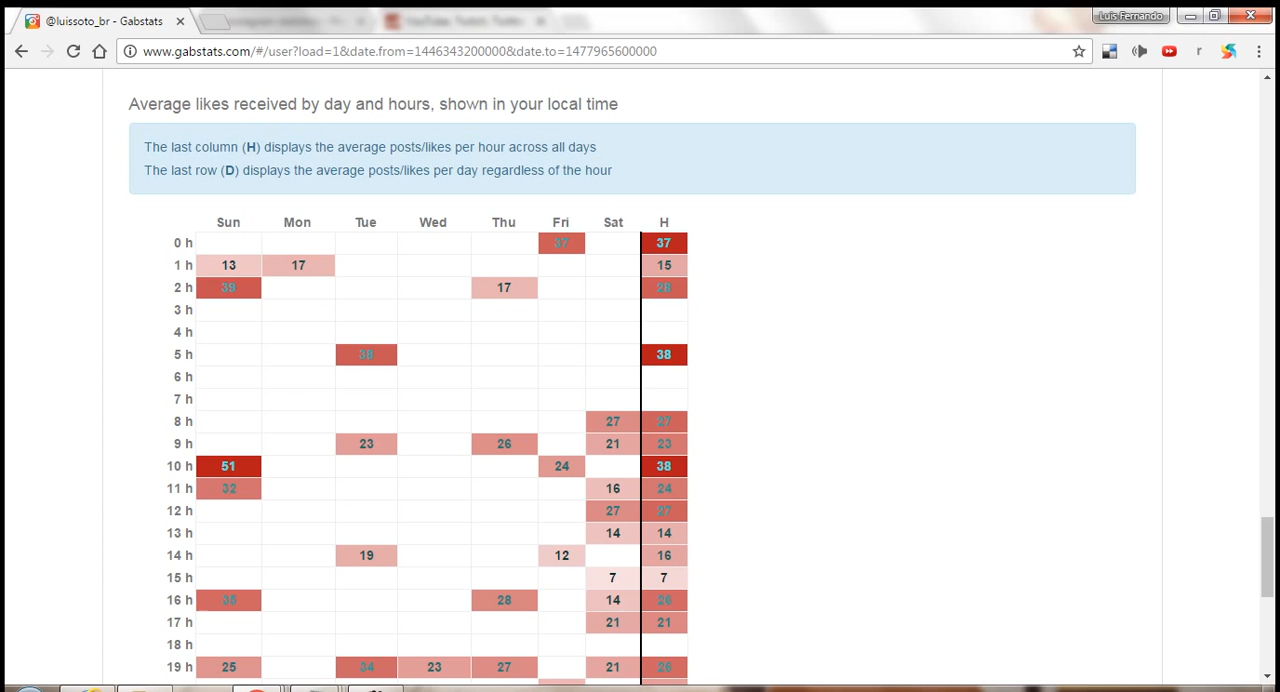 @luissoto_br - Gabstats
Luis Fernando
www.gabstats.com/#/user?load=1&date.from=1446343200000&date.to=1477965600000
Average likes received by day and hours, shown in your local time
The last column (H) displays the average posts/likes per hour across all days
The last row (D) displays the average posts/likes per day regardless of the hour
Sun Mon Tue Wed Thu Fri Sat H
0 h 37 37
1 h 13 17 15
2 h 39 17 28
3 h
4 h
5 h 38 38
6 h
7 h
8 h 27 27
9 h 23 26 21 23
10 h 51 24 38
11 h 32 16 24
12 h 27 27
13 h 14 14
14 h 19 12 16
15 h 7 7
16 h 14 28 26
17 h 21 21
18 h
19 h 25 34 23 27 21 26